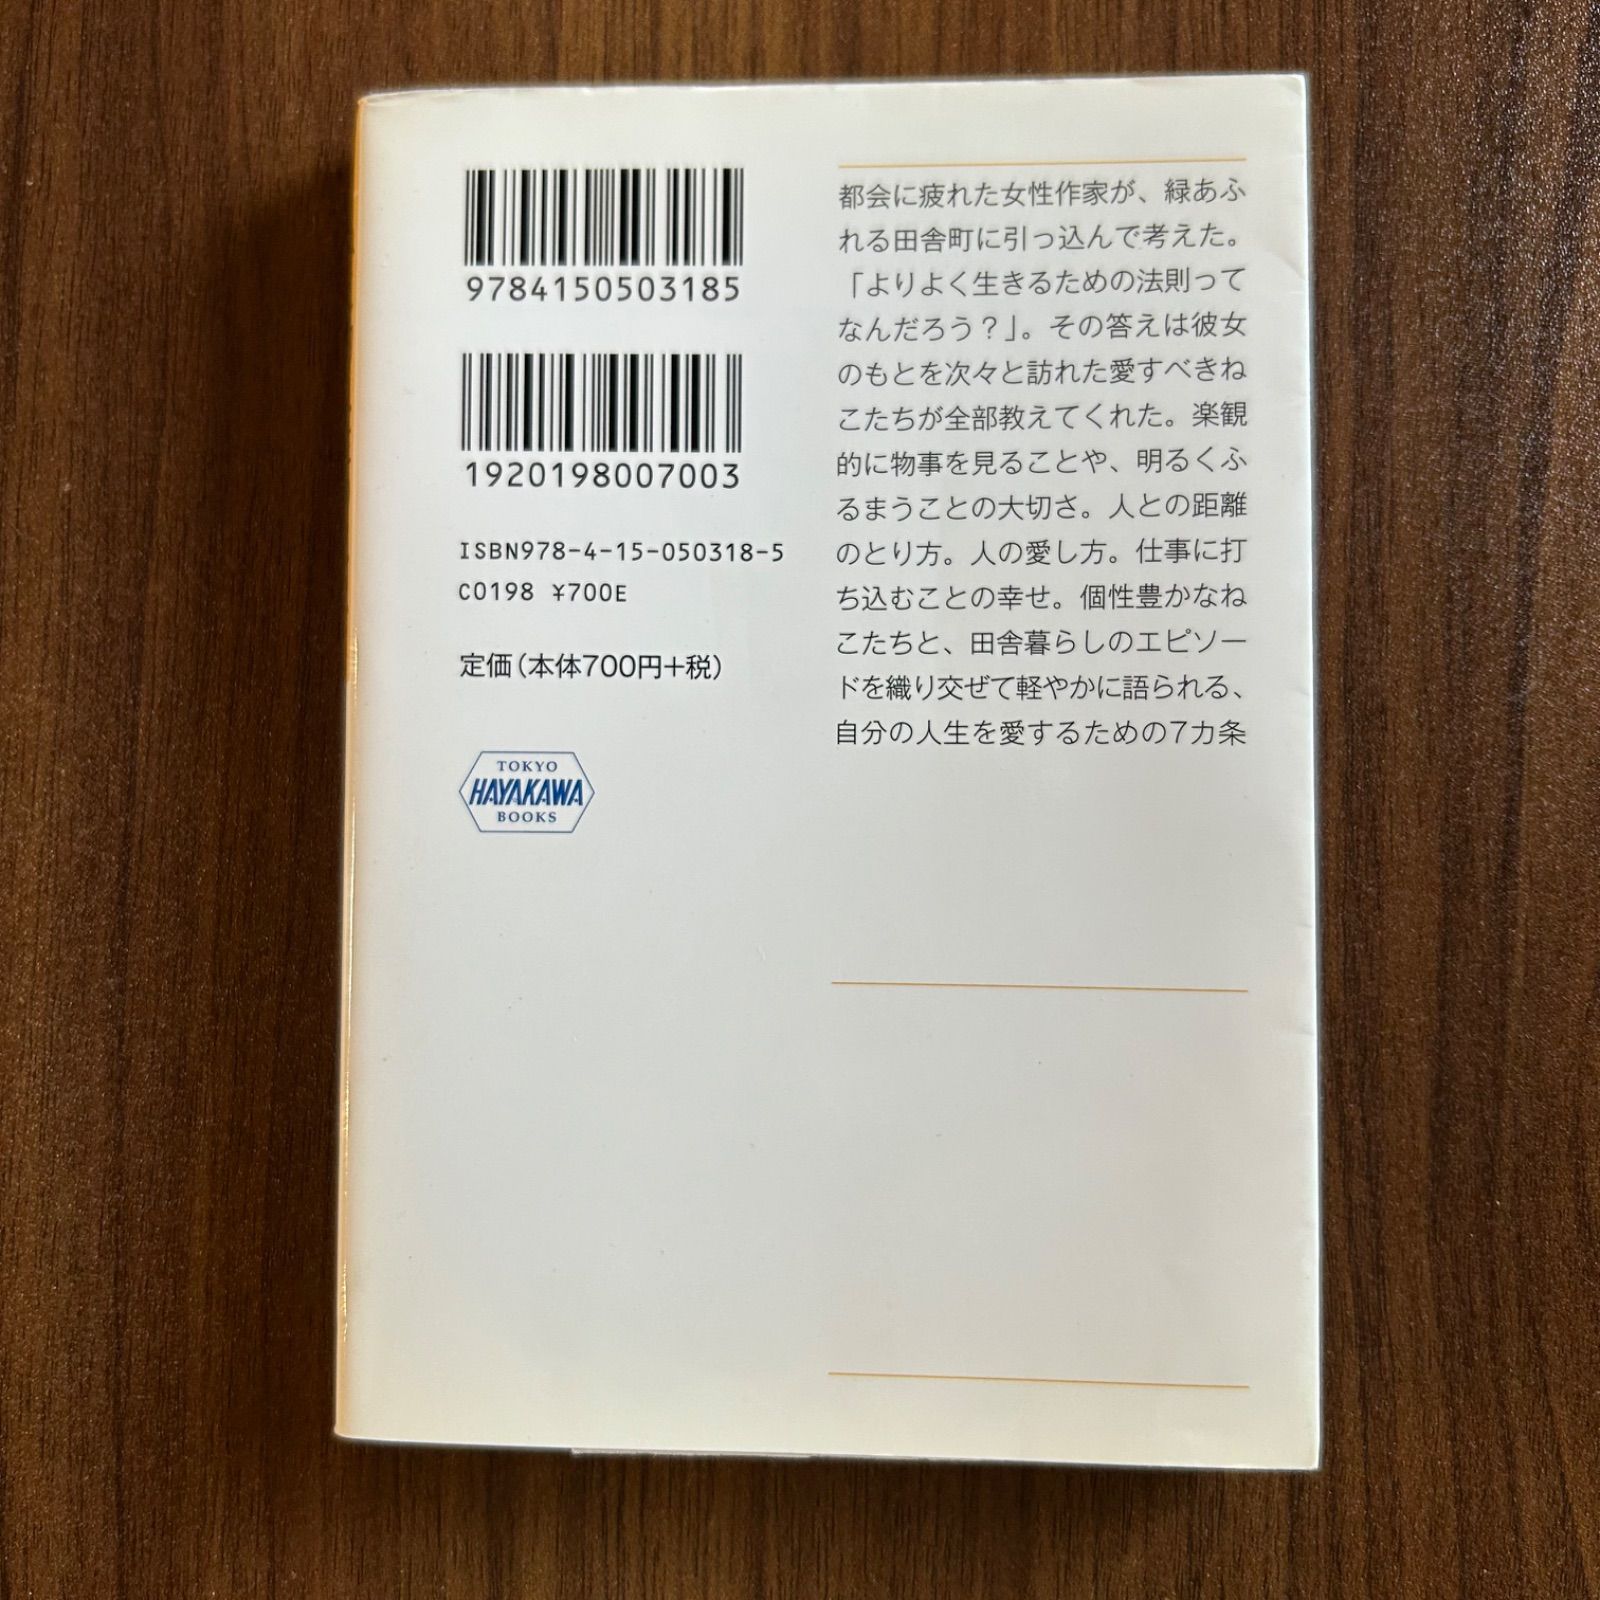 9784150503185
1920198007003
ISBN978-4-15-050318-5
C0198 ¥700E
定価(本体700円+税)
TOKYO
HAYAKAWA
BOOKS
都会に疲れた女性作家が、緑あふ
れる田舎町に引っ込んで考えた。
「よりよく生きるための法則って
なんだろう?」。その答えは彼女
のもとを次々と訪れた愛すべきね
こたちが全部教えてくれた。楽観
的に物事を見ることや、明るくふ
るまうことの大切さ。人との距離
のとり方。人の愛し方。仕事に打
ち込むことの幸せ。個性豊かなね
こたちと、田舎暮らしのエピソー
ドを織り交ぜて軽やかに語られる、
自分の人生を愛するための7カ条